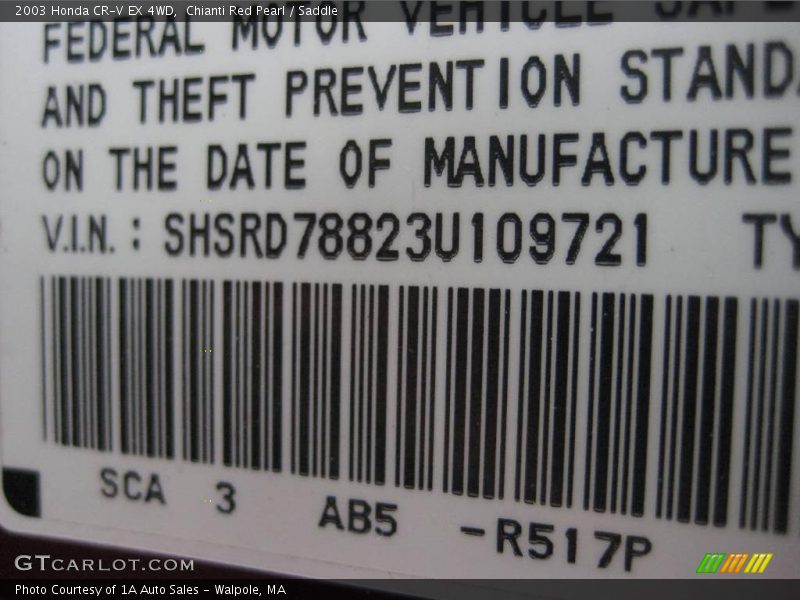 2003 Honda CR-V EX 4WD, Chianti Red Pearl / Saddle
FEDERAL MOTOR VEHICLE
AND THEFT PREVENTION STAND
ON THE DATE OF MANUFACTURE
V.I.N. : SHSRD78823U109721 TY
SCA 3 AB5 -R517P
GTCARLOT.COM
Photo Courtesy of 1A Auto Sales - Walpole, MA